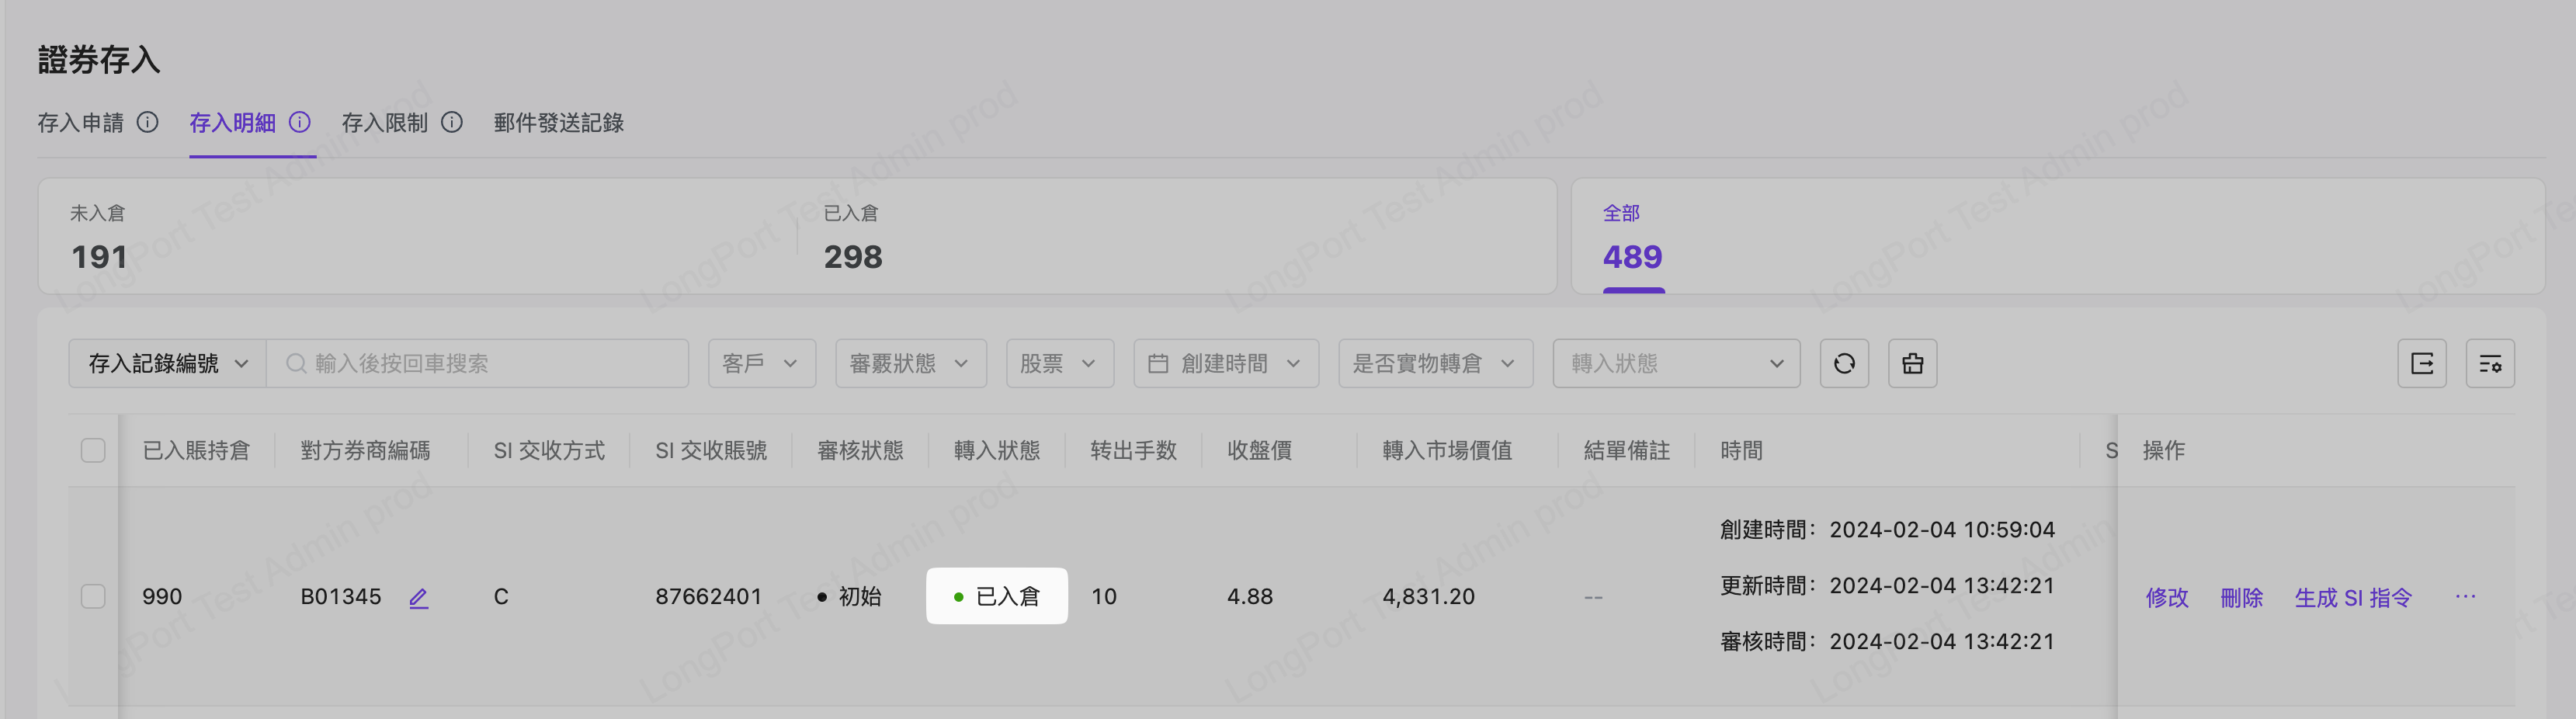 證券存入
存入申請 存入明細 存入限制 郵件發送記錄
未入倉 已入倉 全部
191 298 489
存入記錄編號 輸入後按回車搜索 客戶 審覈狀態 股票 創建時間 是否實物轉倉 轉入狀態
已入賬持倉 對方券商編碼 SI 交收方式 SI 交收賬號 審核狀態 轉入狀態 转出手数 收盤價 轉入市場價值 結單備註 時間 S 操作
創建時間：2024-02-04 10:59:04
990 B01345 C 87662401 初始 已入倉 10 4.88 4,831.20 -- 更新時間：2024-02-04 13:42:21 修改 刪除 生成 SI 指令 ···
審核時間：2024-02-04 13:42:21
LongPort Test Admin prod